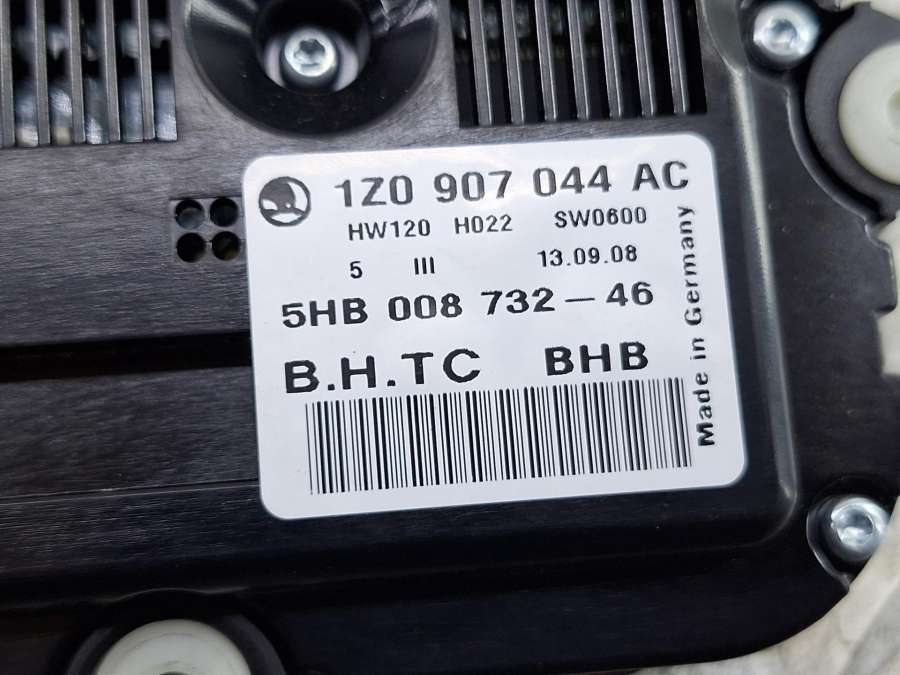 1Z0 907 044 AC
HW120 H022 SW0600
5 III 13.09.08
5HB 008 732-46
B.H.TC BHB
Made in Germany